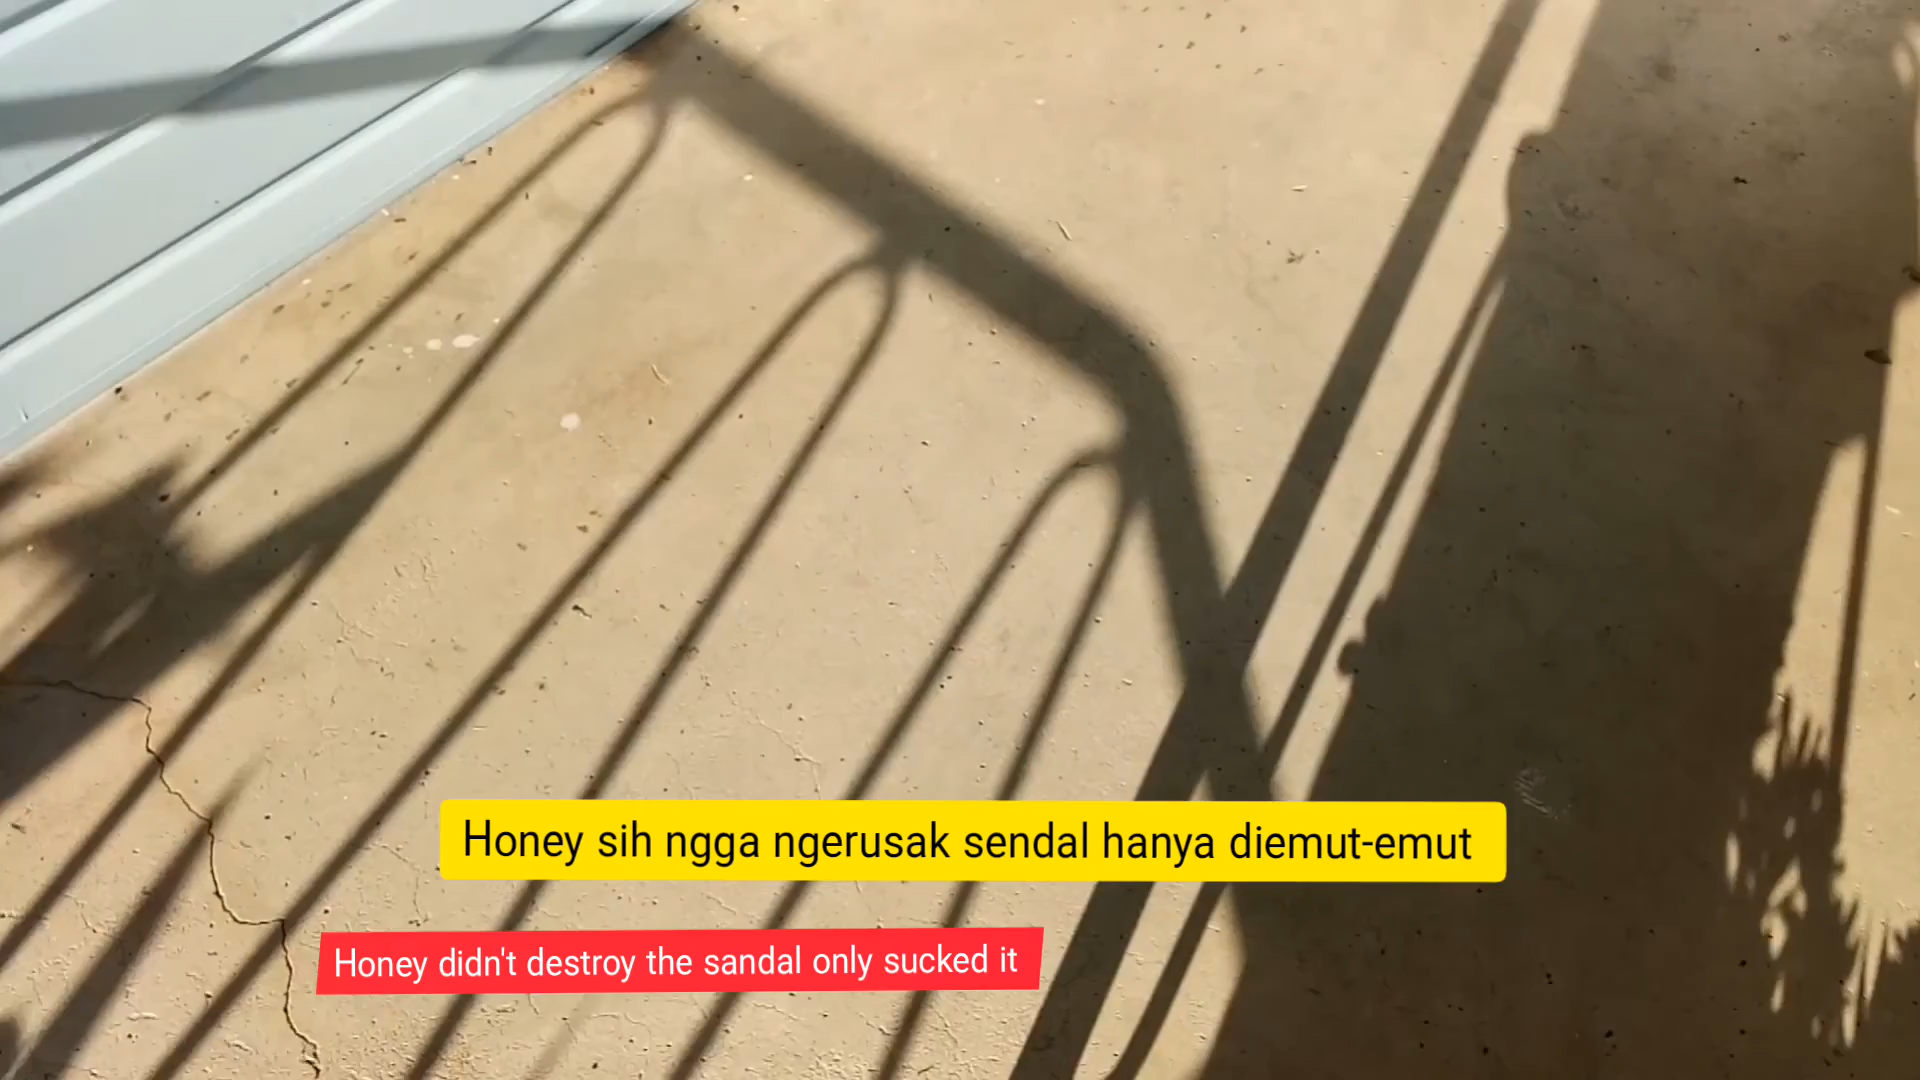 Honey sih ngga ngerusak sendal hanya diemut-emut
Honey didn't destroy the sandal only sucked it